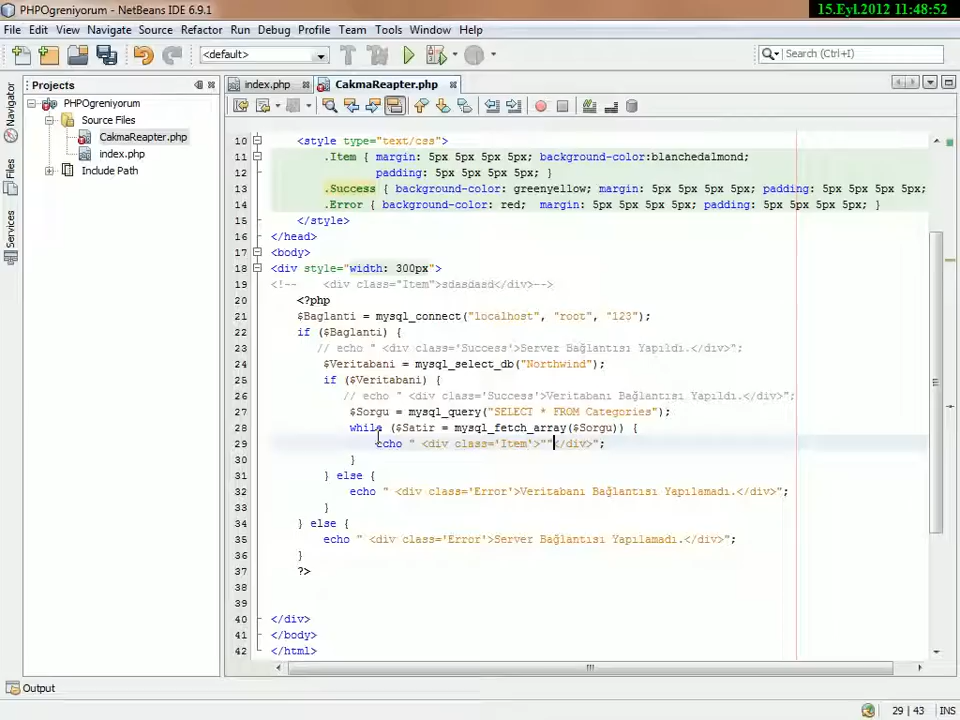 PHPOgreniyorum - NetBeans IDE 6.9.1
15.Eyl.2012 11:48:52
File Edit View Navigate Source Refactor Run Debug Profile Team Tools Window Help
<default>
Search (Ctrl+I)
Projects
index.php
CakmaReapter.php
Navigator
Files
Services
PHPOgreniyorum
Source Files
CakmaReapter.php
index.php
Include Path
10 <style type="text/css">
11 .Item { margin: 5px 5px 5px 5px; background-color:blanchedalmond;
12 padding: 5px 5px 5px 5px; }
13 .Success { background-color: greenyellow; margin: 5px 5px 5px 5px; padding: 5px 5px 5px 5px;
14 .Error { background-color: red;  margin: 5px 5px 5px 5px; padding: 5px 5px 5px 5px; }
15 </style>
16 </head>
17 <body>
18 <div style="width: 300px">
19 <!--    <div class="Item">sdasdasd</div>-->
20 <?php
21 $Baglanti = mysql_connect("localhost", "root", "123");
22 if ($Baglanti) {
23 // echo " <div class='Success'>Server Bağlantısı Yapıldı.</div>";
24 $Veritabani = mysql_select_db("Northwind");
25 if ($Veritabani) {
26 // echo " <div class='Success'>Veritabanı Bağlantısı Yapıldı.</div>";
27 $Sorgu = mysql_query("SELECT * FROM Categories");
28 while ($Satir = mysql_fetch_array($Sorgu)) {
29 echo " <div class='Item'>""</div>";
30 }
31 } else {
32 echo " <div class='Error'>Veritabanı Bağlantısı Yapılamadı.</div>";
33 }
34 } else {
35 echo " <div class='Error'>Server Bağlantısı Yapılamadı.</div>";
36 }
37 ?>
38
39
40 </div>
41 </body>
42 </html>
Output
29 | 43 INS